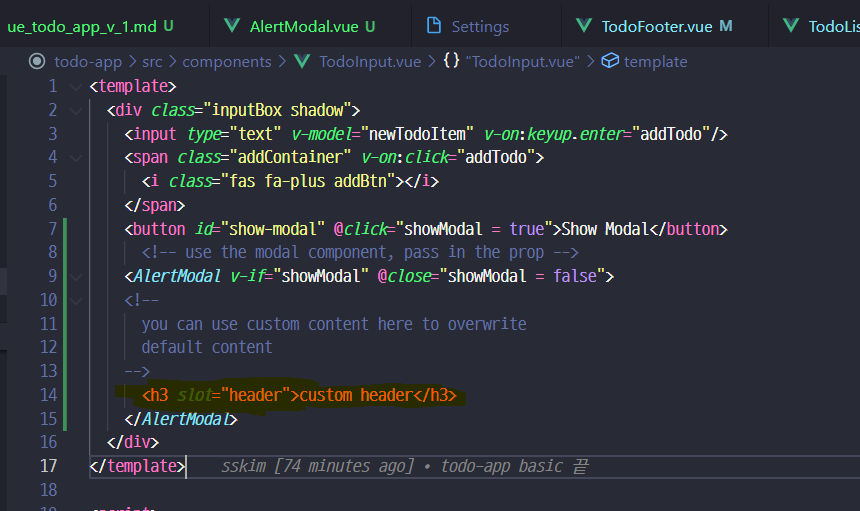 ue_todo_app_v_1.md U AlertModal.vue U Settings TodoFooter.vue M TodoLis
todo-app > src > components > TodoInput.vue > {} "TodoInput.vue" > template
1 <template>
2 <div class="inputBox shadow">
3 <input type="text" v-model="newTodoItem" v-on:keyup.enter="addTodo"/>
4 <span class="addContainer" v-on:click="addTodo">
5 <i class="fas fa-plus addBtn"></i>
6 </span>
7 <button id="show-modal" @click="showModal = true">Show Modal</button>
8 <!-- use the modal component, pass in the prop -->
9 <AlertModal v-if="showModal" @close="showModal = false">
10 <!--
11 you can use custom content here to overwrite
12 default content
13 -->
14 <h3 slot="header">custom header</h3>
15 </AlertModal>
16 </div>
17 </template> sskim [74 minutes ago] • todo-app basic 끝
18